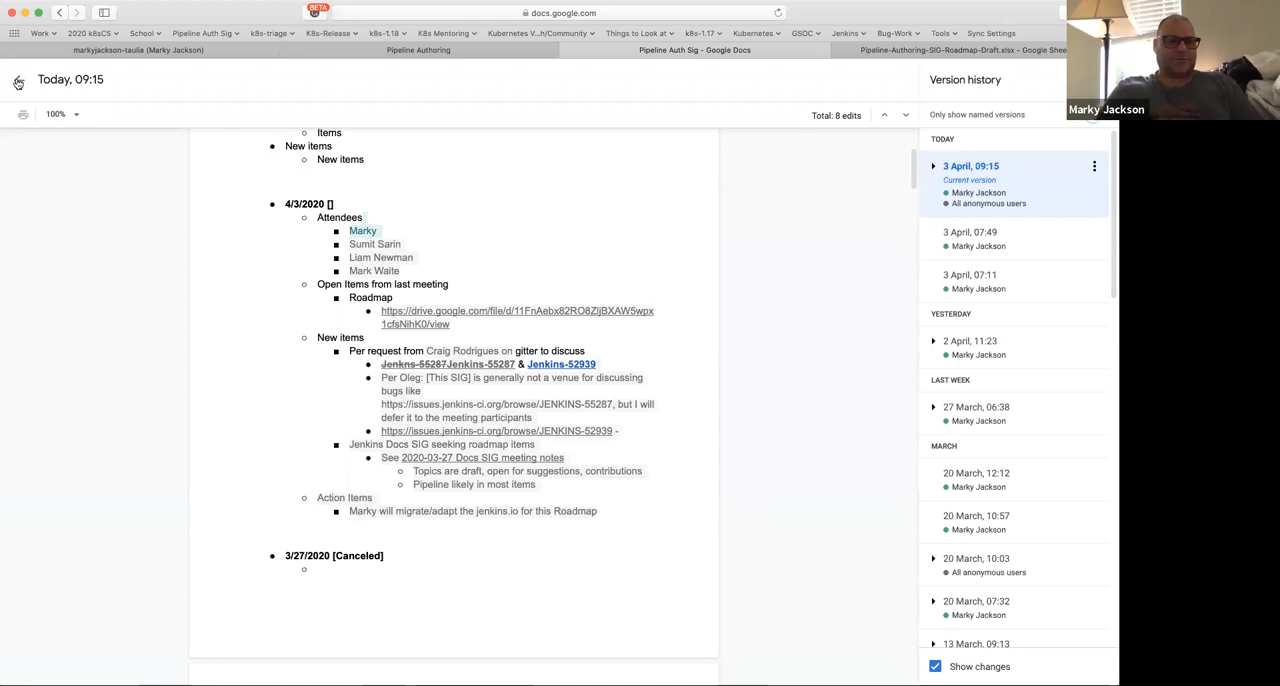 BETA
docs.google.com
Work
2020 k8sCS
School
Pipeline Auth Sig
k8s-triage
K8s-Release
k8s-1.18
K8s Mentoring
Kubernetes V...h/Community
Things to Look at
k8s-1.17
Kubernetes
GSOC
Jenkins
Bug-Work
Tools
Sync Settings
markyjackson-taulia (Marky Jackson)
Pipeline Authoring
Pipeline Auth Sig - Google Docs
Pipeline-Authoring-SIG-Roadmap-Draft.xlsx - Google Shee
Marky Jackson
Today, 09:15
100%
Total: 8 edits
Items
New items
New items
4/3/2020 []
Attendees
Marky
Sumit Sarin
Liam Newman
Mark Waite
Open Items from last meeting
Roadmap
https://drive.google.com/file/d/11FnAebx82RO8ZljBXAW5wpx
1cfsNihK0/view
New items
Per request from Craig Rodrigues on gitter to discuss
Jenkns-55287Jenkins-55287 & Jenkins-52939
Per Oleg: [This SIG] is generally not a venue for discussing
bugs like
https://issues.jenkins-ci.org/browse/JENKINS-55287, but I will
defer it to the meeting participants
https://issues.jenkins-ci.org/browse/JENKINS-52939 -
Jenkins Docs SIG seeking roadmap items
See 2020-03-27 Docs SIG meeting notes
Topics are draft, open for suggestions, contributions
Pipeline likely in most items
Action Items
Marky will migrate/adapt the jenkins.io for this Roadmap
3/27/2020 [Canceled]
Version history
Only show named versions
TODAY
3 April, 09:15
Current version
Marky Jackson
All anonymous users
3 April, 07:49
Marky Jackson
3 April, 07:11
Marky Jackson
YESTERDAY
2 April, 11:23
Marky Jackson
LAST WEEK
27 March, 06:38
Marky Jackson
MARCH
20 March, 12:12
Marky Jackson
20 March, 10:57
Marky Jackson
20 March, 10:03
All anonymous users
20 March, 07:32
Marky Jackson
13 March, 09:13
Show changes